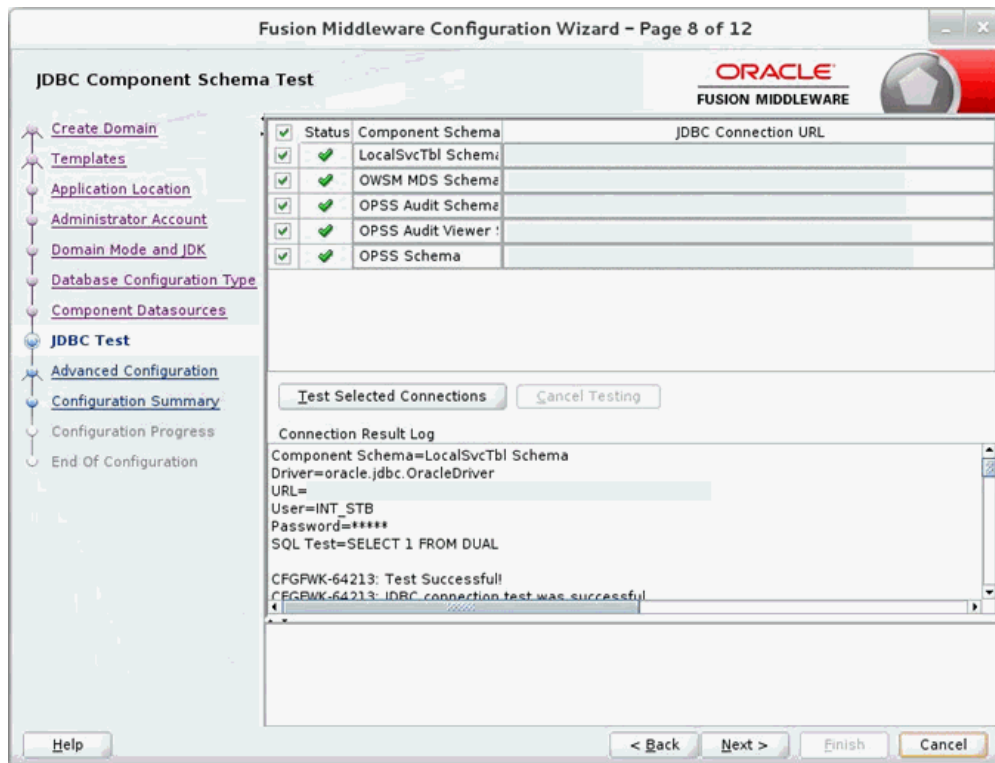 Fusion Middleware Configuration Wizard – Page 8 of 12
JDBC Component Schema Test
ORACLE
FUSION MIDDLEWARE
Create Domain
Templates
Application Location
Administrator Account
Domain Mode and JDK
Database Configuration Type
Component Datasources
JDBC Test
Advanced Configuration
Configuration Summary
Configuration Progress
End Of Configuration
Status Component Schema JDBC Connection URL
LocalSvcTbl Schema
OWSM MDS Schema
OPSS Audit Schema
OPSS Audit Viewer
OPSS Schema
Test Selected Connections Cancel Testing
Connection Result Log
Component Schema=LocalSvcTbl Schema
Driver=oracle.jdbc.OracleDriver
URL=
User=INT_STB
Password=*****
SQL Test=SELECT 1 FROM DUAL
CFGFWK-64213: Test Successful!
CFGFWK-64213: JDBC connection test was successful
Help < Back Next > Finish Cancel